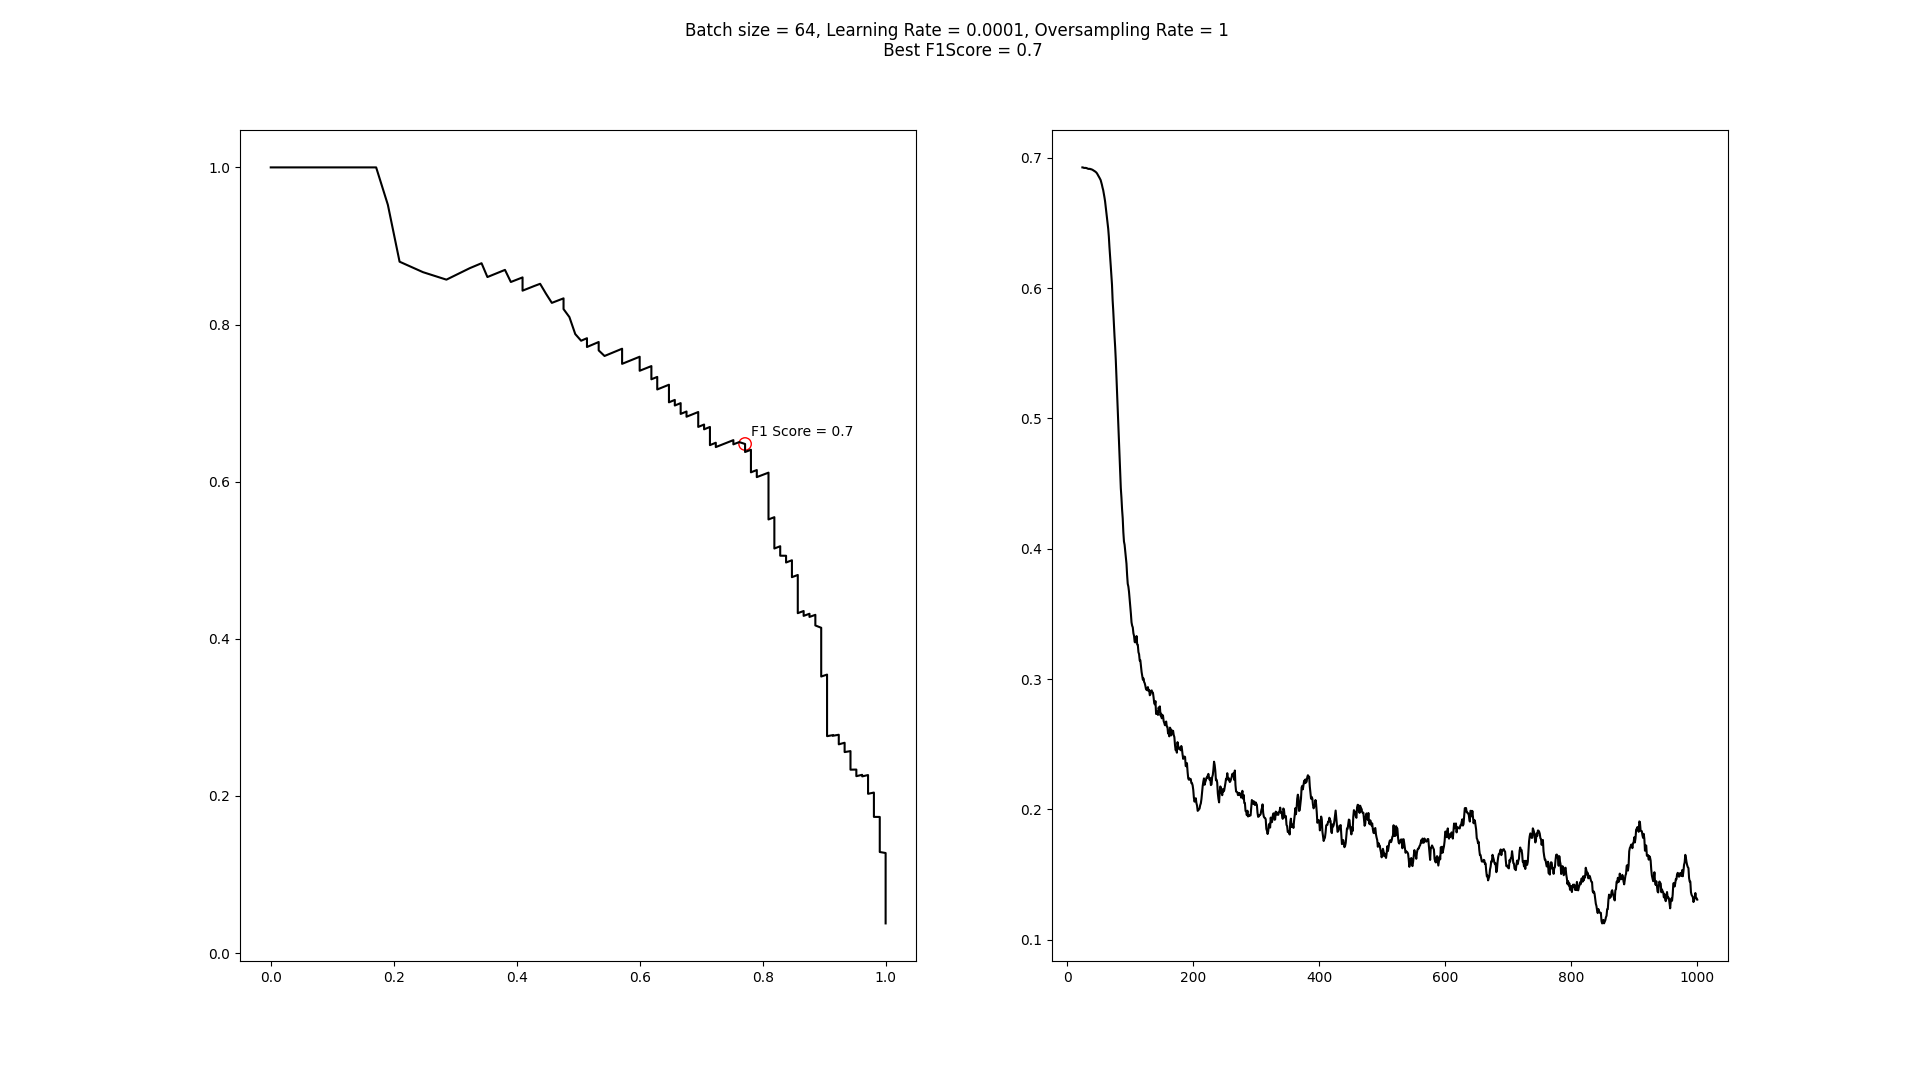 Batch size = 64, Learning Rate = 0.0001, Oversampling Rate = 1
Best F1Score = 0.7
1.0
0.8
0.6
0.4
0.2
0.0
0.0 0.2 0.4 0.6 0.8 1.0
F1 Score = 0.7
0.7
0.6
0.5
0.4
0.3
0.2
0.1
0 200 400 600 800 1000